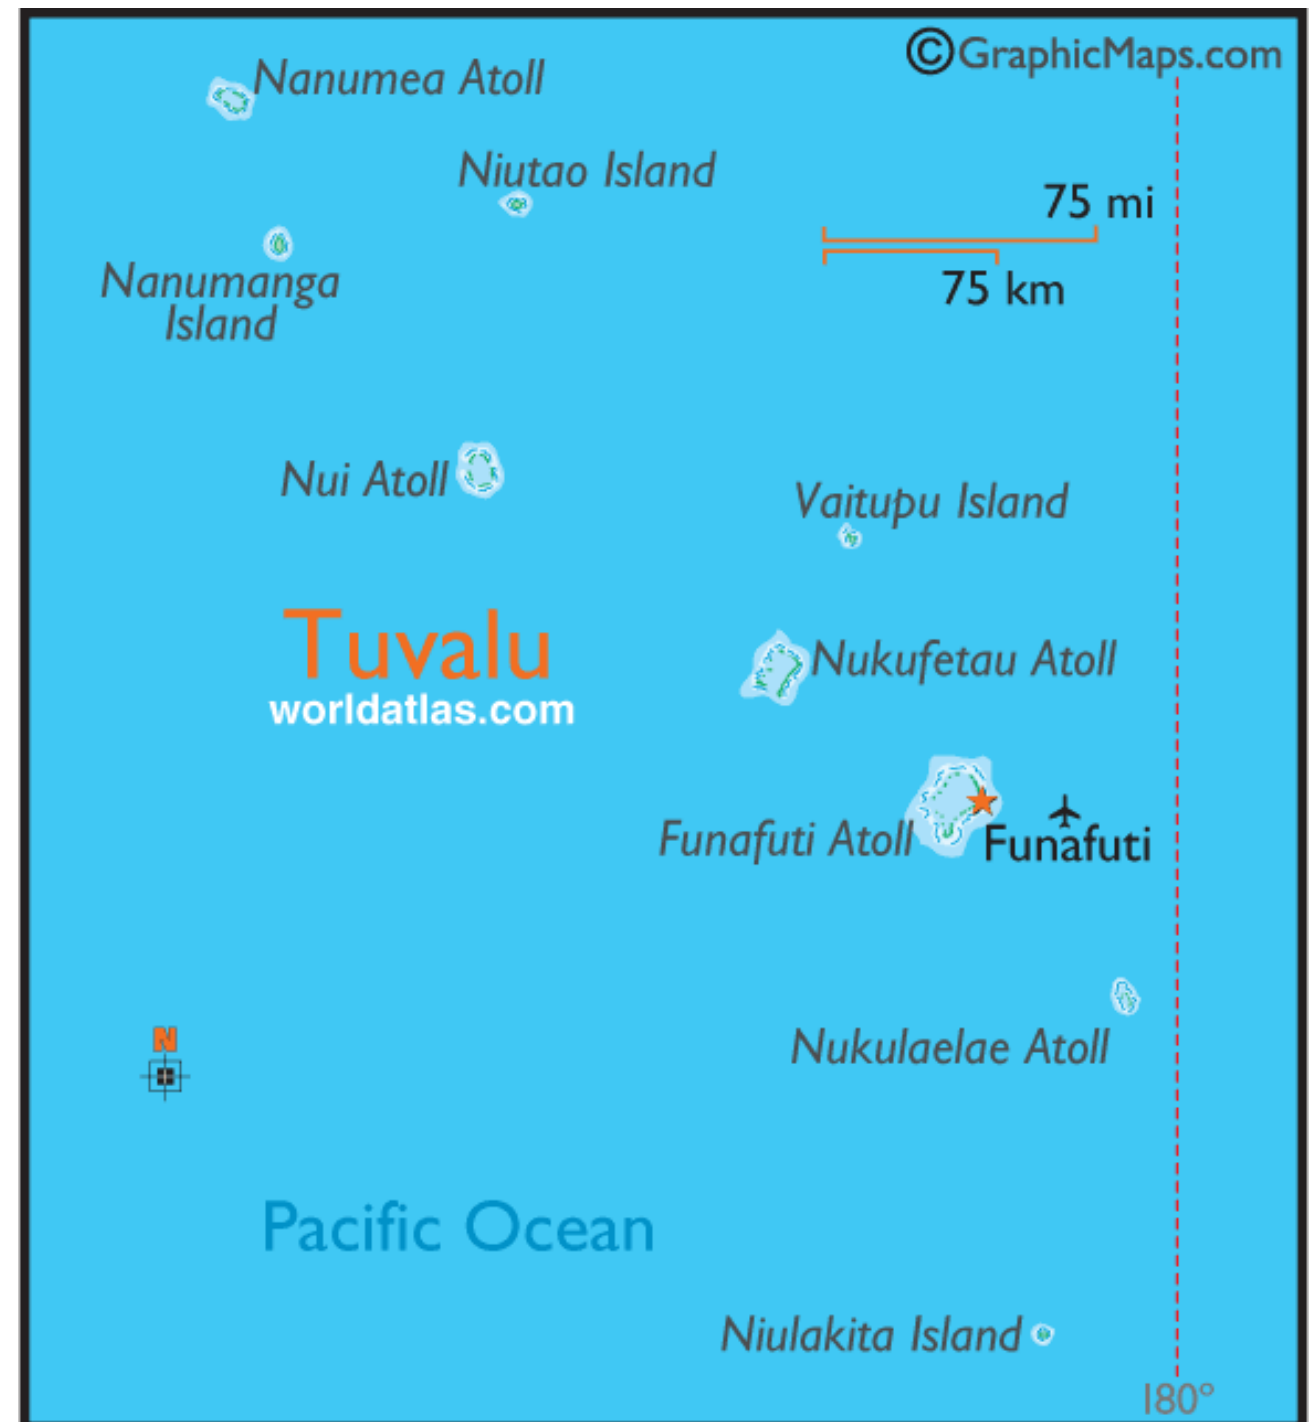 ©GraphicMaps.com
Nanumea Atoll
Niutao Island
75 mi
75 km
Nanumanga
Island
Nui Atoll
Vaitupu Island
Tuvalu
worldatlas.com
Nukufetau Atoll
Funafuti Atoll
Funafuti
Nukulaelae Atoll
N
Pacific Ocean
Niulakita Island
180°